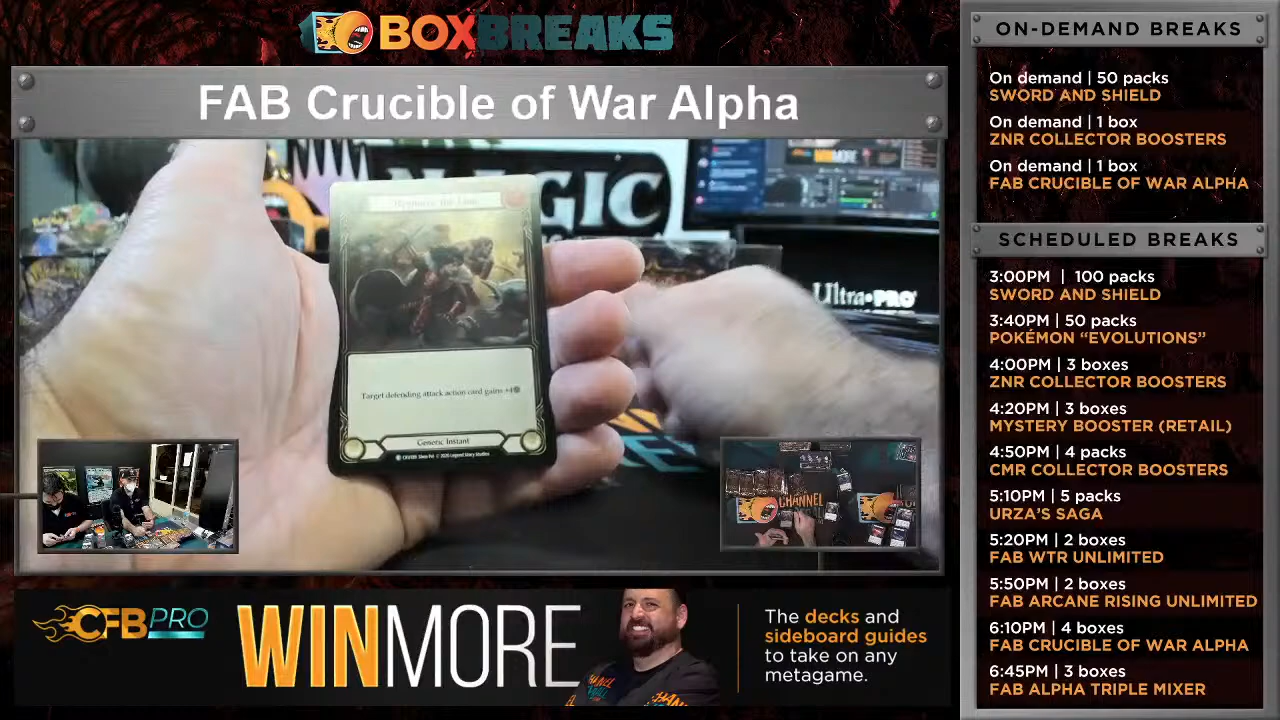 BOXBREAKS
FAB Crucible of War Alpha
MAGIC
WINMORE
Ultra•PRO
Target defending attack action card gains +4
Generic Instant
CHANNEL
CFBPRO
WINMORE
The decks and
sideboard guides
to take on any
metagame.
ON-DEMAND BREAKS
On demand | 50 packs
SWORD AND SHIELD
On demand | 1 box
ZNR COLLECTOR BOOSTERS
On demand | 1 box
FAB CRUCIBLE OF WAR ALPHA
SCHEDULED BREAKS
3:00PM | 100 packs
SWORD AND SHIELD
3:40PM | 50 packs
POKÉMON “EVOLUTIONS”
4:00PM | 3 boxes
ZNR COLLECTOR BOOSTERS
4:20PM | 3 boxes
MYSTERY BOOSTER (RETAIL)
4:50PM | 4 packs
CMR COLLECTOR BOOSTERS
5:10PM | 5 packs
URZA’S SAGA
5:20PM | 2 boxes
FAB WTR UNLIMITED
5:50PM | 2 boxes
FAB ARCANE RISING UNLIMITED
6:10PM | 4 boxes
FAB CRUCIBLE OF WAR ALPHA
6:45PM | 3 boxes
FAB ALPHA TRIPLE MIXER